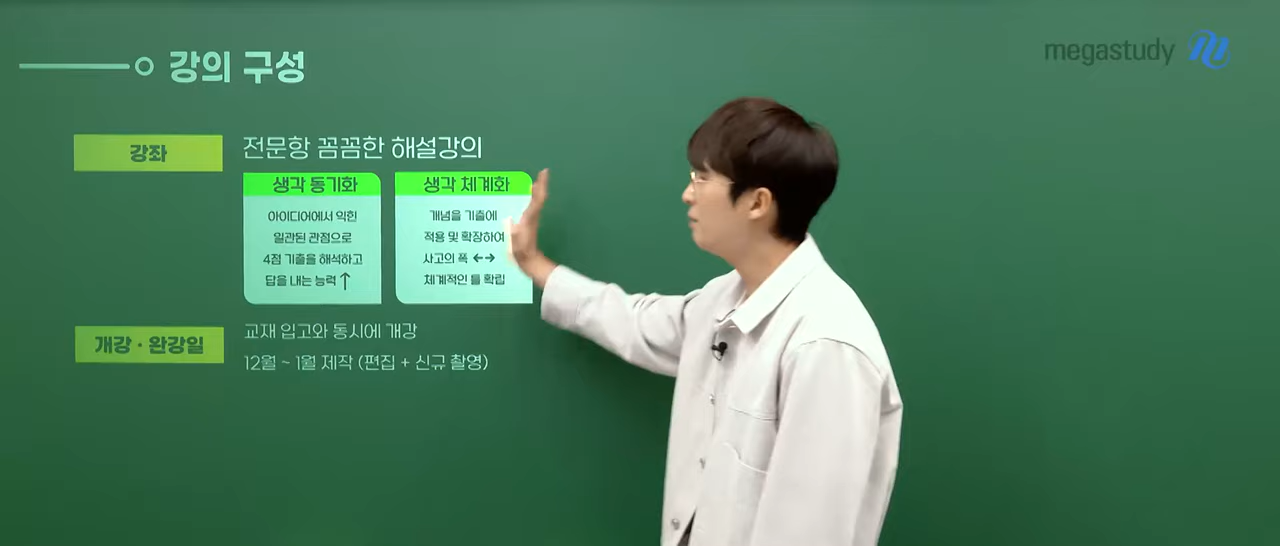 강의 구성
megastudy
강좌
전문항 꼼꼼한 해설강의
생각 동기화
아이디어에서 익힌
일관된 관점으로
4점 기출을 해석하고
답을 내는 능력 ↑
생각 체계화
개념을 기출에
적용 및 확장하여
사고의 폭 ↔
체계적인 틀 확립
개강 · 완강일
교재 입고와 동시에 개강
12월 ~ 1월 제작 (편집 + 신규 촬영)